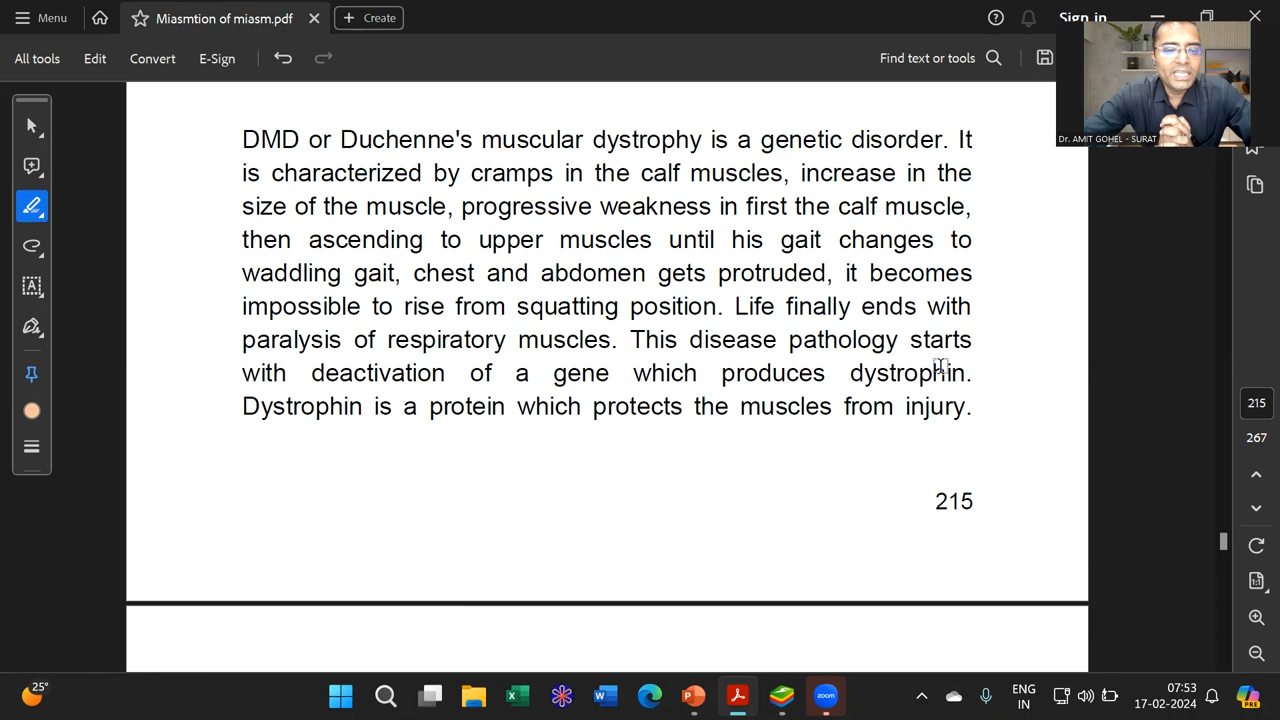 Menu
Miasmtion of miasm.pdf
Create
Sign in
All tools
Edit
Convert
E-Sign
Find text or tools
Dr. AMIT GOHEL - SURAT
DMD or Duchenne's muscular dystrophy is a genetic disorder. It
is characterized by cramps in the calf muscles, increase in the
size of the muscle, progressive weakness in first the calf muscle,
then ascending to upper muscles until his gait changes to
waddling gait, chest and abdomen gets protruded, it becomes
impossible to rise from squatting position. Life finally ends with
paralysis of respiratory muscles. This disease pathology starts
with deactivation of a gene which produces dystrophin.
Dystrophin is a protein which protects the muscles from injury.
215
215
267
25°
ENG
IN
07:53
17-02-2024
PRE